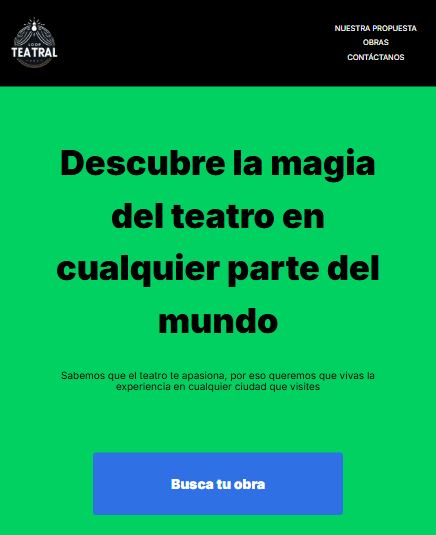 LOOP
TEATRAL
NUESTRA PROPUESTA
OBRAS
CONTÁCTANOS
Descubre la magia
del teatro en
cualquier parte del
mundo
Sabemos que el teatro te apasiona, por eso queremos que vivas la
experiencia en cualquier ciudad que visites
Busca tu obra